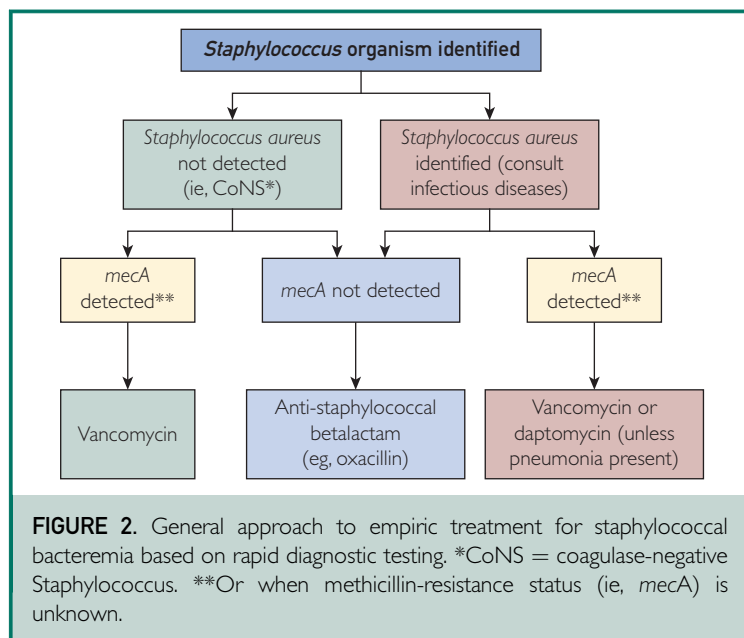 Staphylococcus organism identified
Staphylococcus aureus
not detected
(ie, CoNS*)
Staphylococcus aureus
identified (consult
infectious diseases)
mecA
detected**
mecA not detected
mecA
detected**
Vancomycin
Anti-staphylococcal
betalactam
(eg, oxacillin)
Vancomycin or
daptomycin (unless
pneumonia present)
FIGURE 2. General approach to empiric treatment for staphylococcal
bacteremia based on rapid diagnostic testing. *CoNS = coagulase-negative
Staphylococcus. **Or when methicillin-resistance status (ie, mecA) is
unknown.